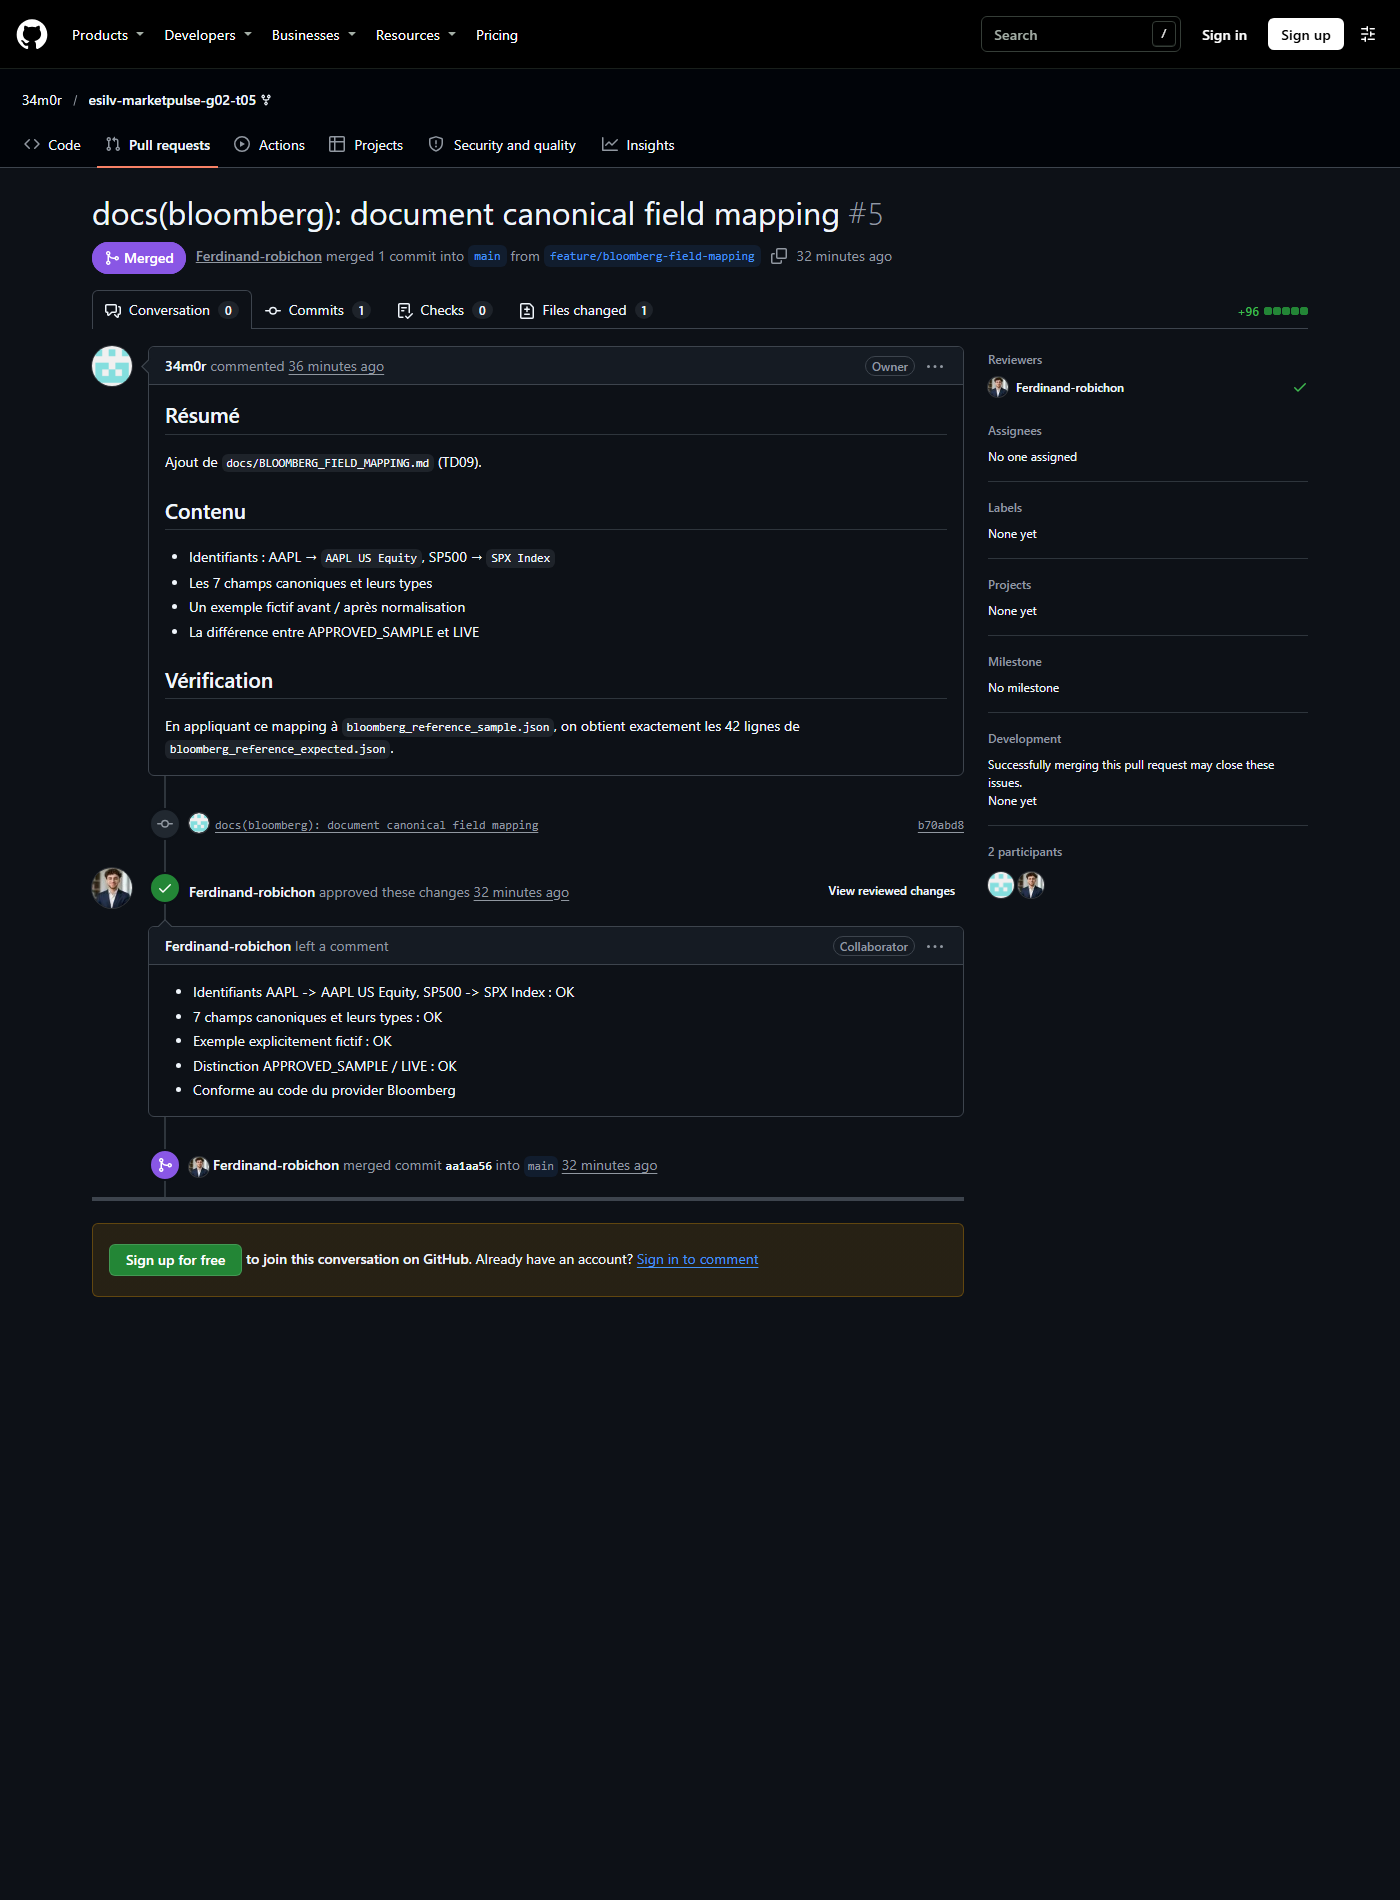 Products Developers Businesses Resources Pricing Search / Sign in Sign up
34m0r / esilv-marketpulse-g02-t05
Code Pull requests Actions Projects Security and quality Insights
docs(bloomberg): document canonical field mapping #5
Merged Ferdinand-robichon merged 1 commit into main from feature/bloomberg-field-mapping 32 minutes ago
Conversation 0 Commits 1 Checks 0 Files changed 1 +96
34m0r commented 36 minutes ago Owner
Résumé
Ajout de docs/BLOOMBERG_FIELD_MAPPING.md (TD09).
Contenu
• Identifiants : AAPL → AAPL US Equity, SP500 → SPX Index
• Les 7 champs canoniques et leurs types
• Un exemple fictif avant / après normalisation
• La différence entre APPROVED_SAMPLE et LIVE
Vérification
En appliquant ce mapping à bloomberg_reference_sample.json, on obtient exactement les 42 lignes de
bloomberg_reference_expected.json.
docs(bloomberg): document canonical field mapping b70abd8
Ferdinand-robichon approved these changes 32 minutes ago View reviewed changes
Ferdinand-robichon left a comment Collaborator
• Identifiants AAPL -> AAPL US Equity, SP500 -> SPX Index : OK
• 7 champs canoniques et leurs types : OK
• Exemple explicitement fictif : OK
• Distinction APPROVED_SAMPLE / LIVE : OK
• Conforme au code du provider Bloomberg
Ferdinand-robichon merged commit aa1aa56 into main 32 minutes ago
Sign up for free to join this conversation on GitHub. Already have an account? Sign in to comment
Reviewers
Ferdinand-robichon
Assignees
No one assigned
Labels
None yet
Projects
None yet
Milestone
No milestone
Development
Successfully merging this pull request may close these
issues.
None yet
2 participants